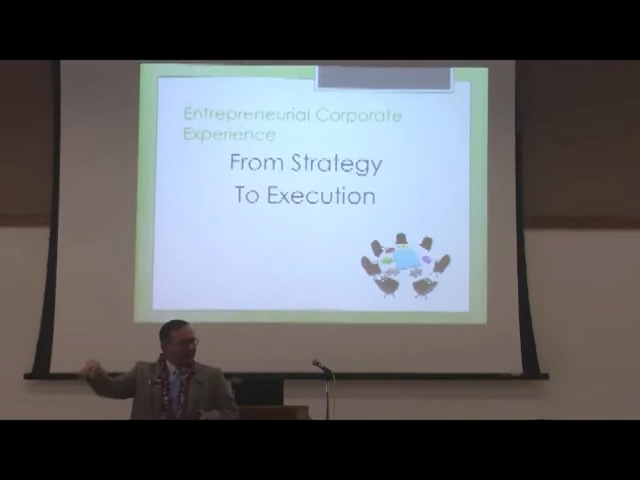 Entrepreneurial Corporate
Experience
From Strategy
To Execution